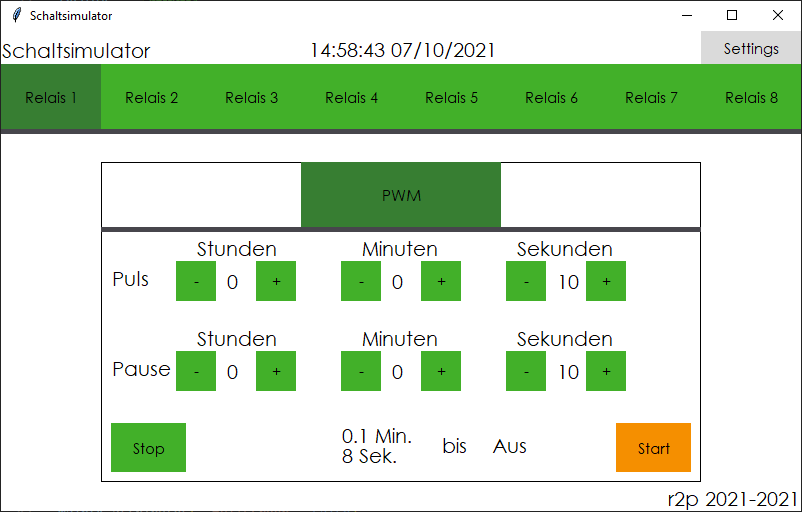 Schaltsimulator
Schaltsimulator 14:58:43 07/10/2021 Settings
Relais 1 Relais 2 Relais 3 Relais 4 Relais 5 Relais 6 Relais 7 Relais 8
PWM
Stunden Minuten Sekunden
Puls - 0 + - 0 + - 10 +
Stunden Minuten Sekunden
Pause - 0 + - 0 + - 10 +
Stop 0.1 Min. bis Aus Start
8 Sek.
r2p 2021-2021